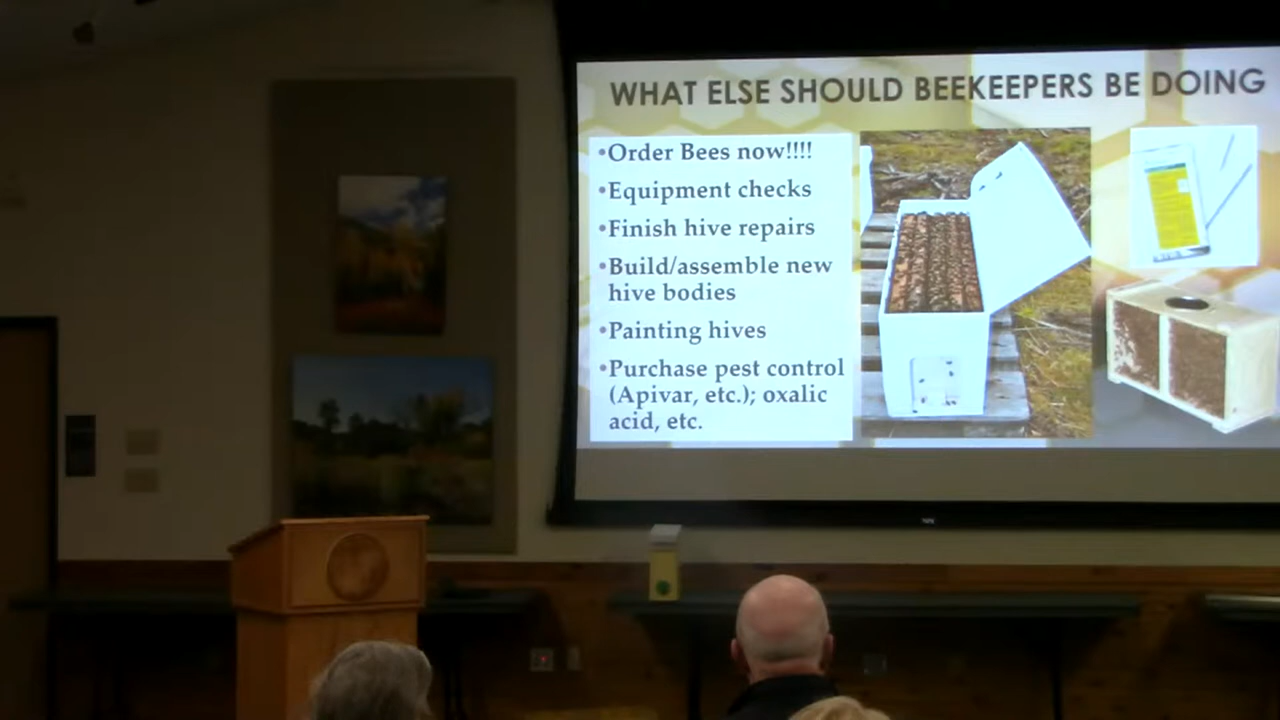 WHAT ELSE SHOULD BEEKEEPERS BE DOING
•Order Bees now!!!!
•Equipment checks
•Finish hive repairs
•Build/assemble new
hive bodies
•Painting hives
•Purchase pest control
(Apivar, etc.); oxalic
acid, etc.